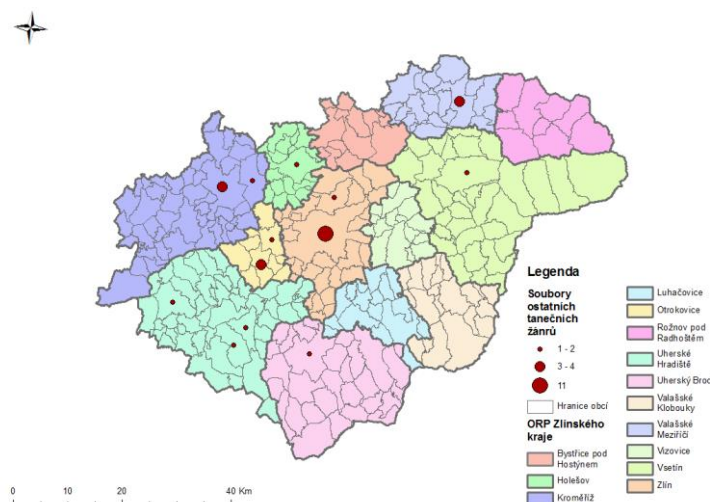 Legenda
Soubory
ostatních
tanečních
žánrů
1 - 2
3 - 4
11
Hranice obcí
ORP Zlínského
kraje
Bystřice pod
Hostýnem
Holešov
Kroměříž
Luhačovice
Otrokovice
Rožnov pod
Radhoštěm
Uherské
Hradiště
Uherský Brod
Valašské
Klobouky
Valašské
Meziříčí
Vizovice
Vsetín
Zlín
0 10 20 40 Km